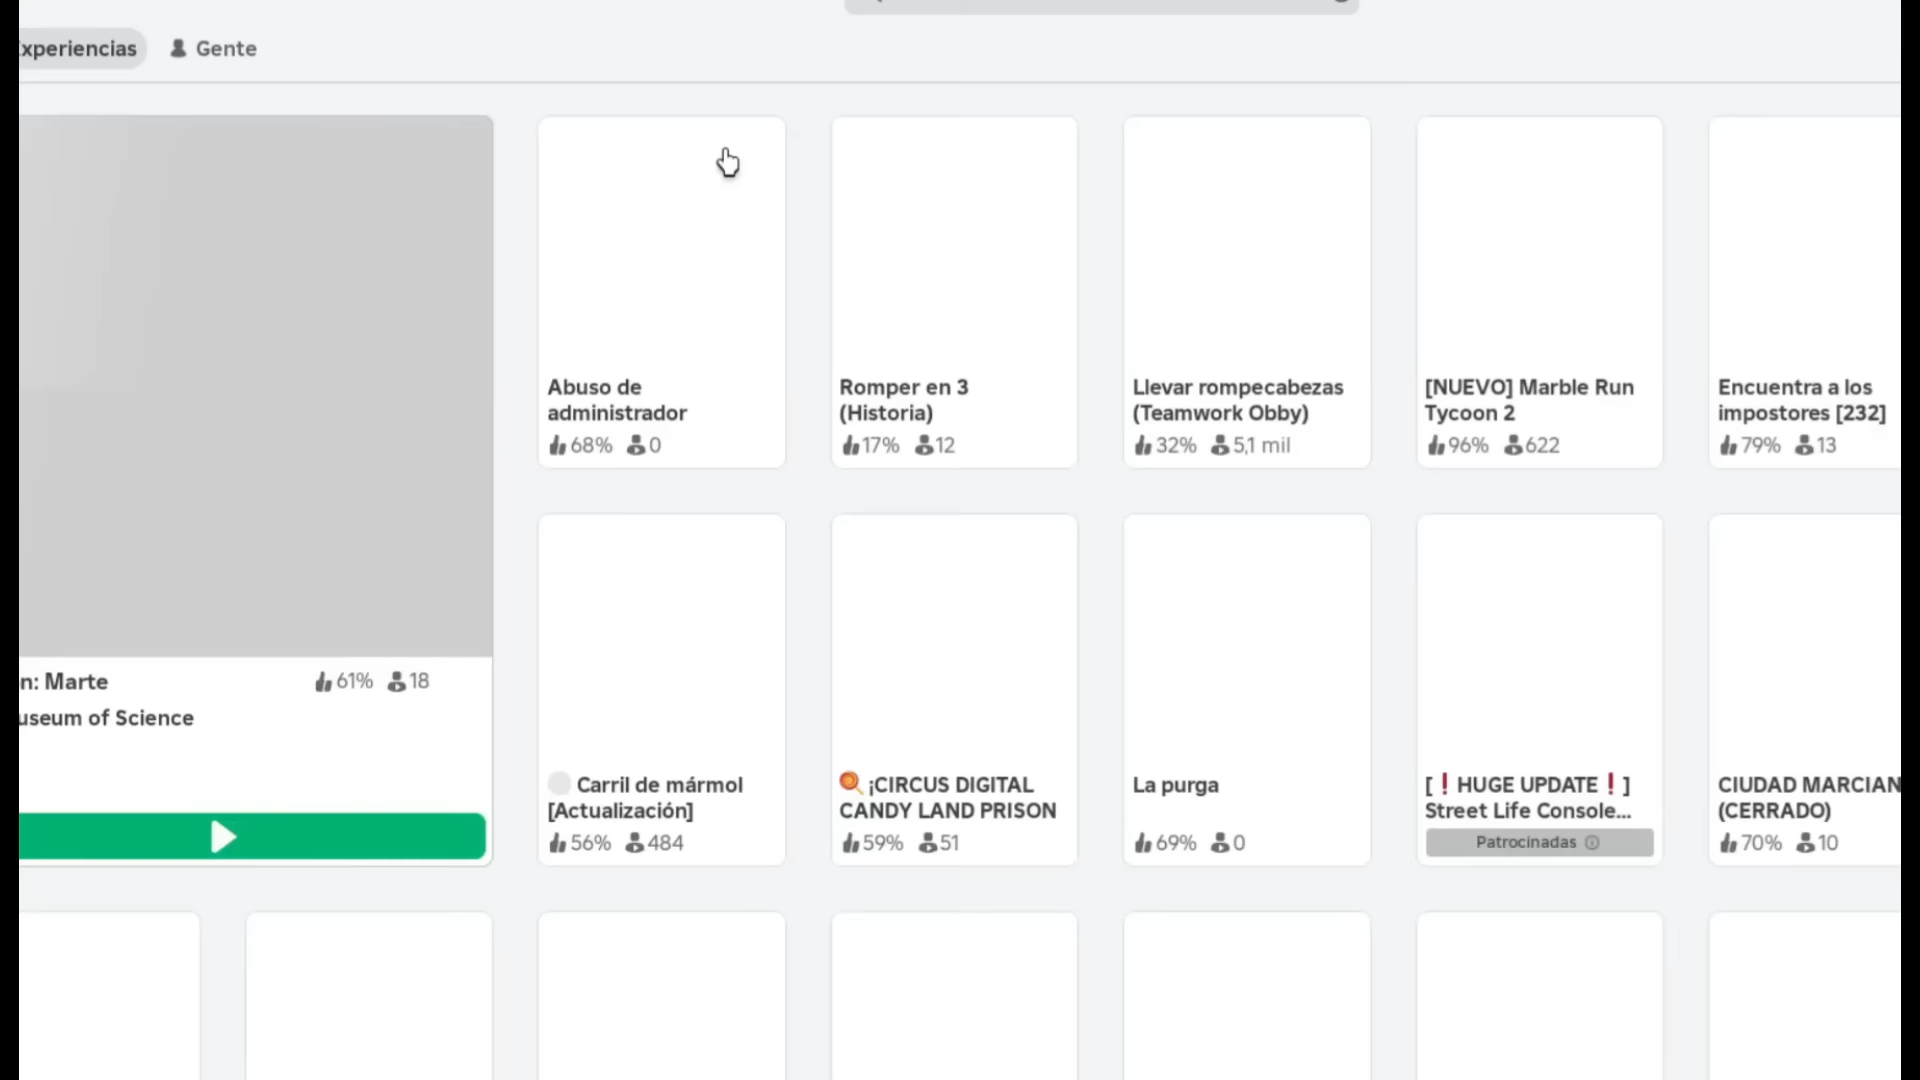 Experiencias
Gente
Abuso de
administrador
68% 0
Romper en 3
(Historia)
17% 12
Llevar rompecabezas
(Teamwork Obby)
32% 5,1 mil
[NUEVO] Marble Run
Tycoon 2
96% 622
Encuentra a los
impostores [232]
79% 13
n: Marte
61% 18
useum of Science
Carril de mármol
[Actualización]
56% 484
¡CIRCUS DIGITAL
CANDY LAND PRISON
59% 51
La purga
69% 0
[❗HUGE UPDATE❗]
Street Life Console...
Patrocinadas
CIUDAD MARCIAN
(CERRADO)
70% 10